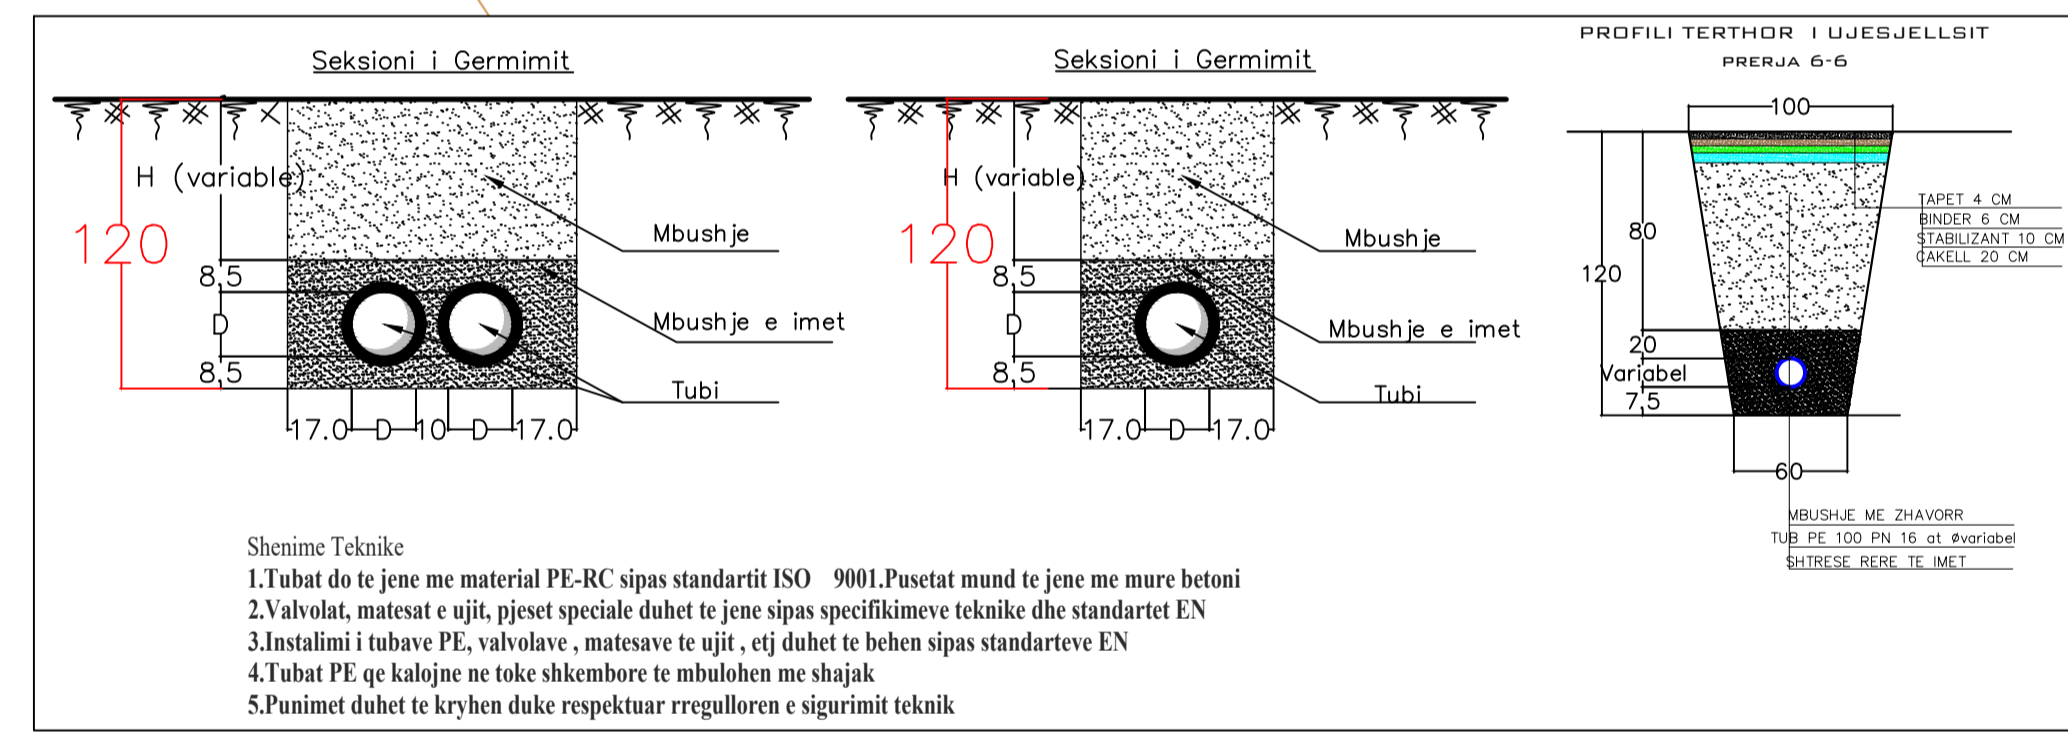 Seksioni i Germimit
H (variable)
120
8,5
D
8,5
17.0 D 10 D 17.0
Mbushje
Mbushje e imet
Tubi
Seksioni i Germimit
H (variable)
120
8,5
D
8,5
17.0 D 17.0
Mbushje
Mbushje e imet
Tubi
PROFILI TERTHOR I UJESJELLSIT
PRERJA 6-6
100
120
80
20
Variabel
7,5
60
TAPET 4 CM
BINDER 6 CM
STABILIZANT 10 CM
ÇAKELL 20 CM
MBUSHJE ME ZHAVORR
TUB PE 100 PN 16 at Øvariabel
SHTRESE RERE TE IMET
Shenime Teknike
1.Tubat do te jene me material PE-RC sipas standartit ISO 9001.Pusetat mund te jene me mure betoni
2.Valvolat, matesat e ujit, pjeset speciale duhet te jene sipas specifikimeve teknike dhe standartet EN
3.Instalimi i tubave PE, valvolave , matesave te ujit , etj duhet te behen sipas standarteve EN
4.Tubat PE qe kalojne ne toke shkembore te mbulohen me shajak
5.Punimet duhet te kryhen duke respektuar rregulloren e sigurimit teknik